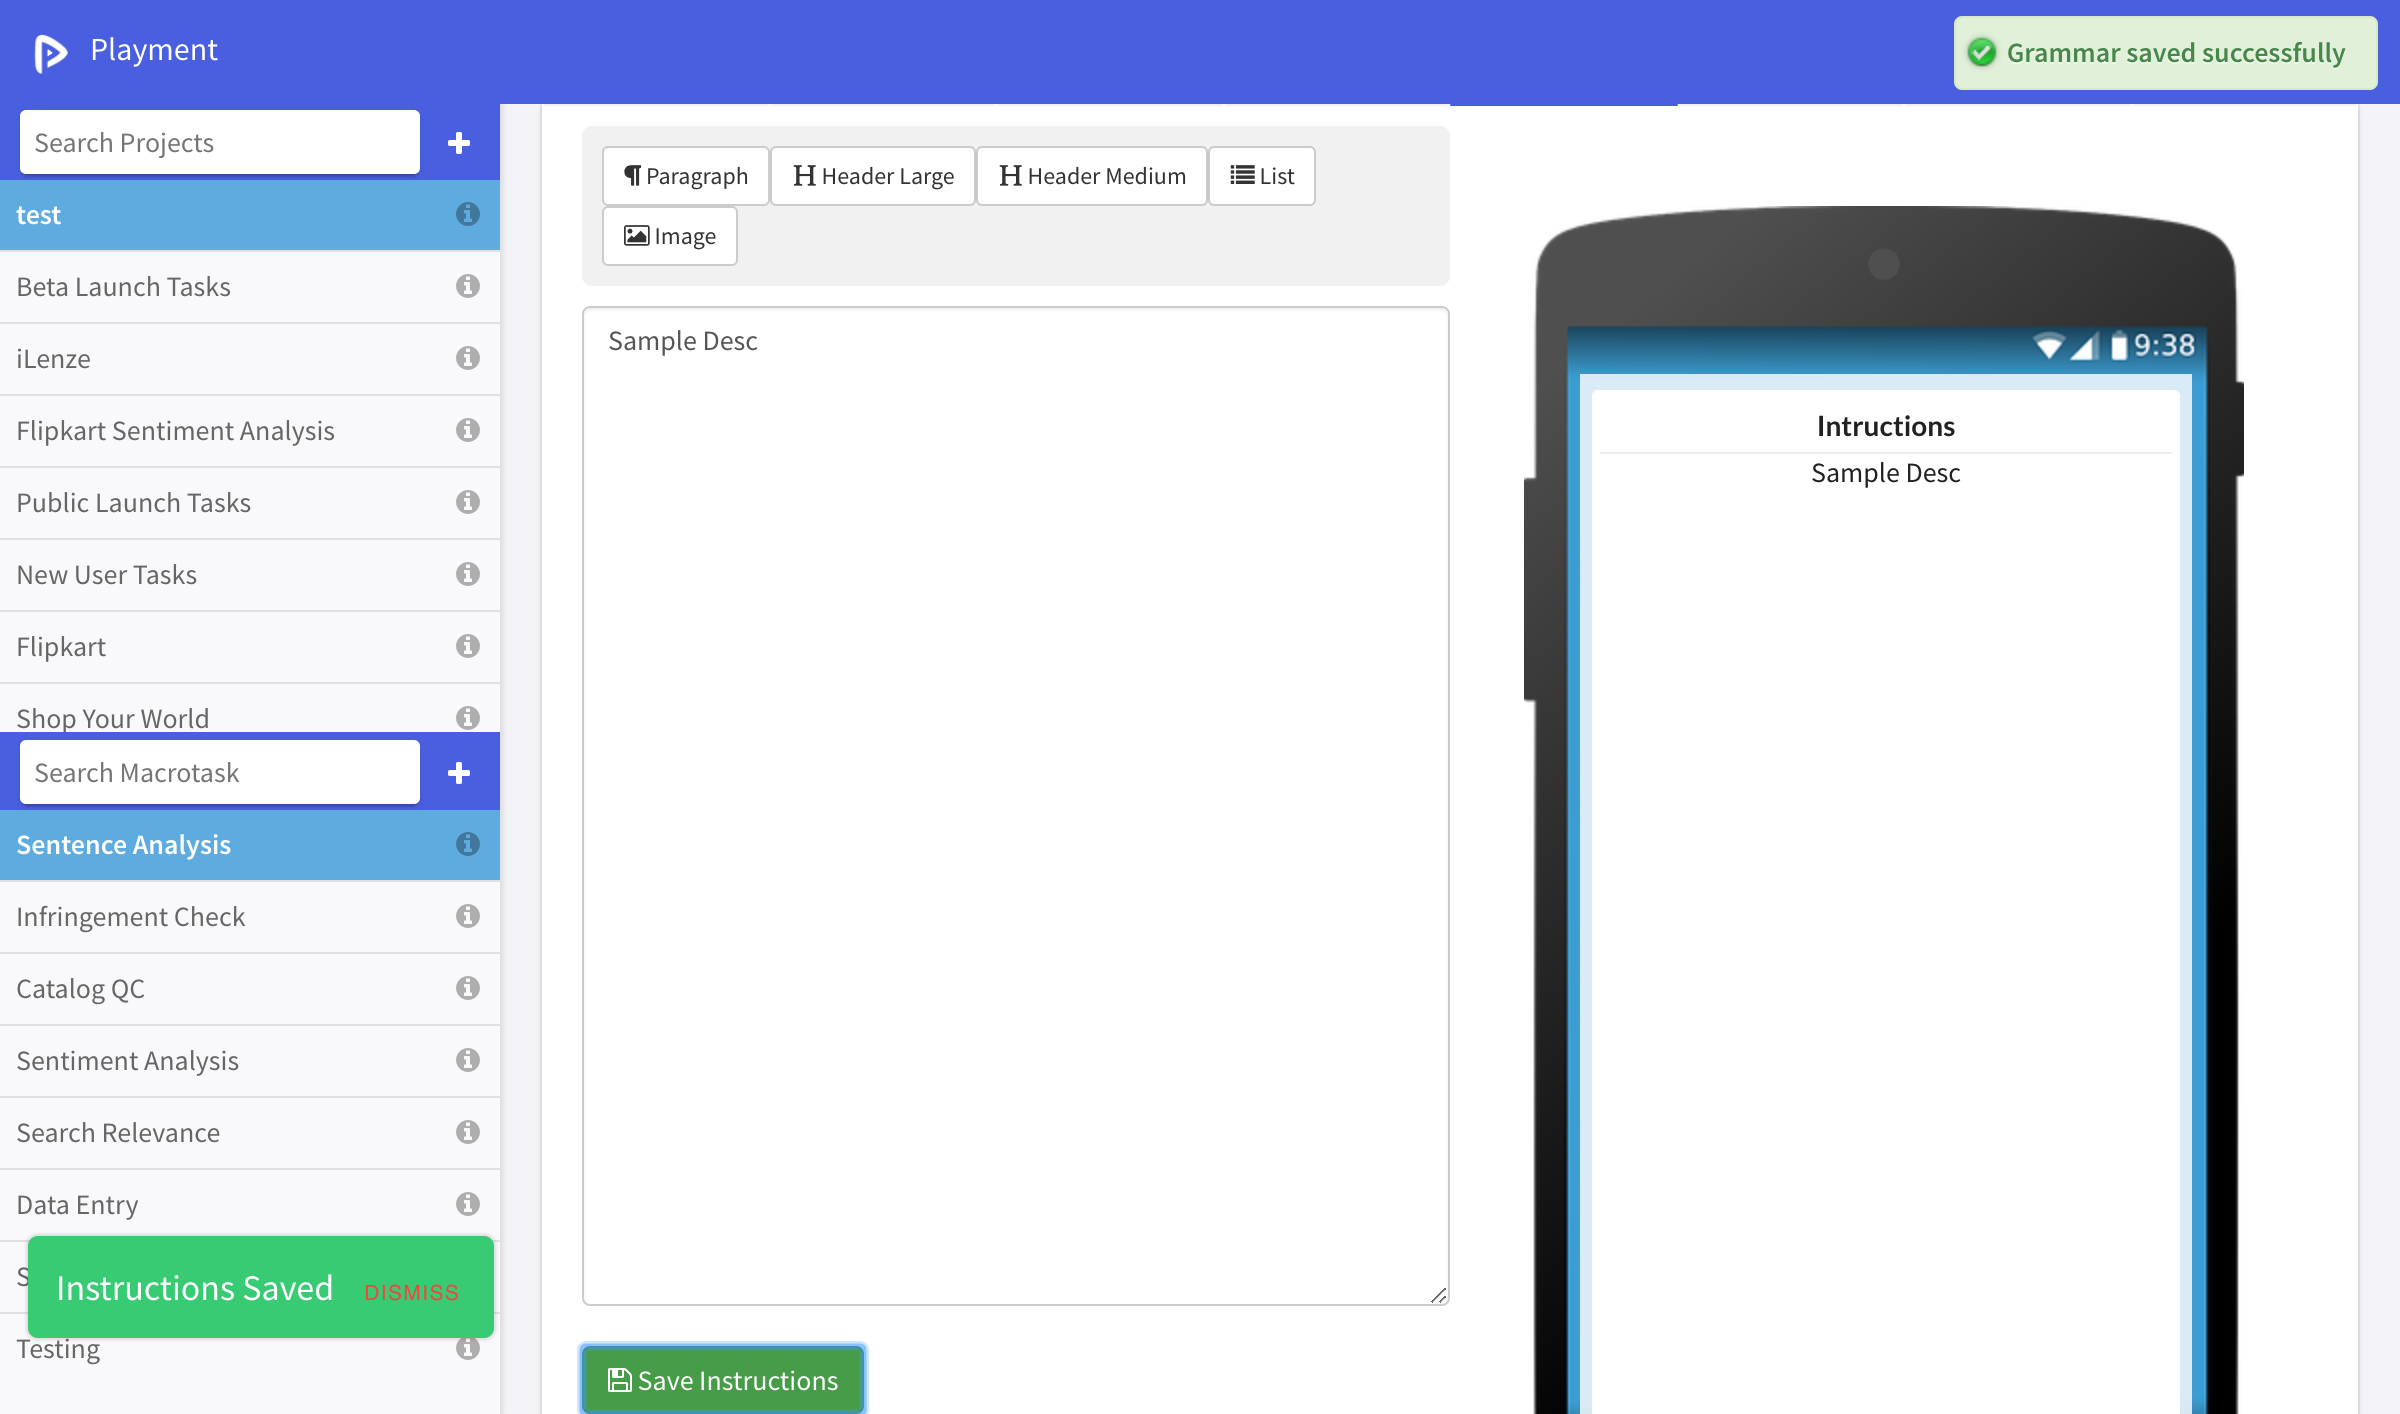 Playment
Grammar saved successfully
Search Projects
test
Beta Launch Tasks
iLenze
Flipkart Sentiment Analysis
Public Launch Tasks
New User Tasks
Flipkart
Shop Your World
Search Macrotask
Sentence Analysis
Infringement Check
Catalog QC
Sentiment Analysis
Search Relevance
Data Entry
S
Instructions Saved DISMISS
Testing
Paragraph H Header Large H Header Medium List
Image
Sample Desc
Save Instructions
9:38
Intructions
Sample Desc